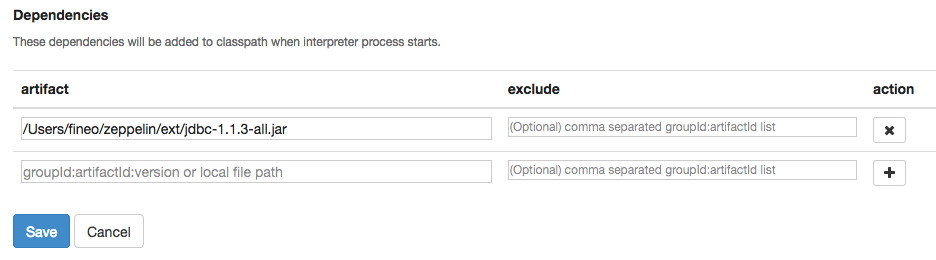 Dependencies
These dependencies will be added to classpath when interpreter process starts.
artifact exclude action
/Users/fineo/zeppelin/ext/jdbc-1.1.3-all.jar (Optional) comma separated groupId:artifactId list
groupId:artifactId:version or local file path (Optional) comma separated groupId:artifactId list
Save Cancel